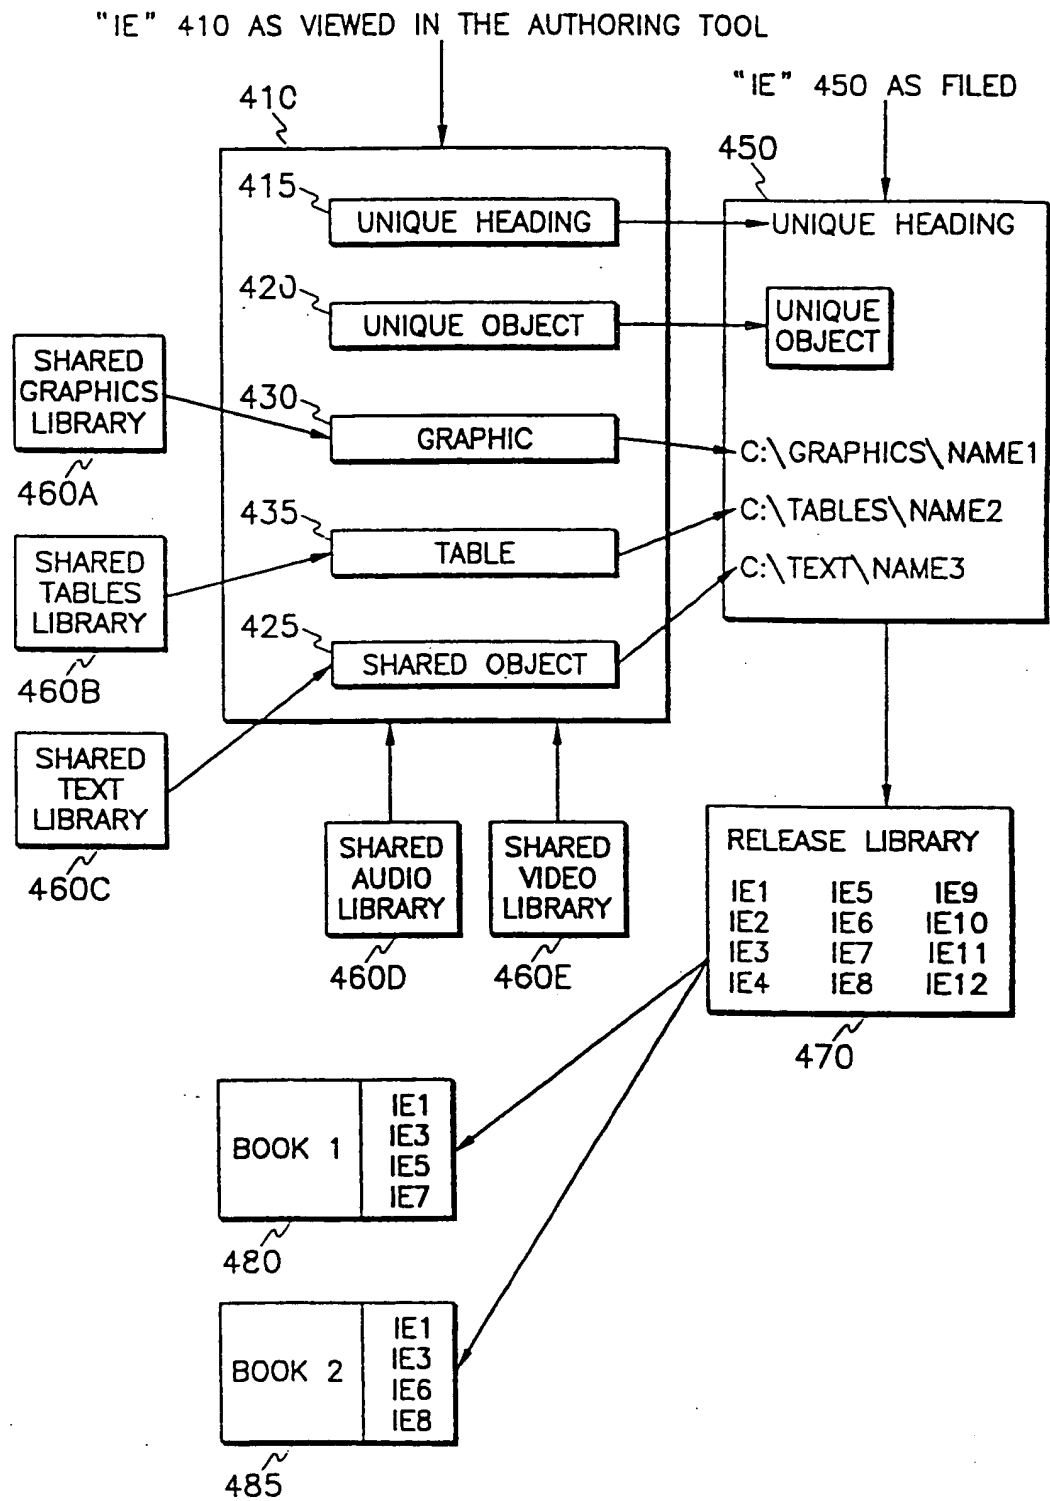 "IE" 410 AS VIEWED IN THE AUTHORING TOOL
"IE" 450 AS FILED
410
450
415
UNIQUE HEADING
UNIQUE HEADING
420
UNIQUE OBJECT
UNIQUE
OBJECT
SHARED
GRAPHICS
LIBRARY
460A
430
GRAPHIC
C:\GRAPHICS\NAME1
435
TABLE
C:\TABLES\NAME2
SHARED
TABLES
LIBRARY
460B
C:\TEXT\NAME3
425
SHARED OBJECT
SHARED
TEXT
LIBRARY
460C
SHARED
AUDIO
LIBRARY
460D
SHARED
VIDEO
LIBRARY
460E
RELEASE LIBRARY
IE1 IE5 IE9
IE2 IE6 IE10
IE3 IE7 IE11
IE4 IE8 IE12
470
BOOK 1
IE1
IE3
IE5
IE7
480
BOOK 2
IE1
IE3
IE6
IE8
485